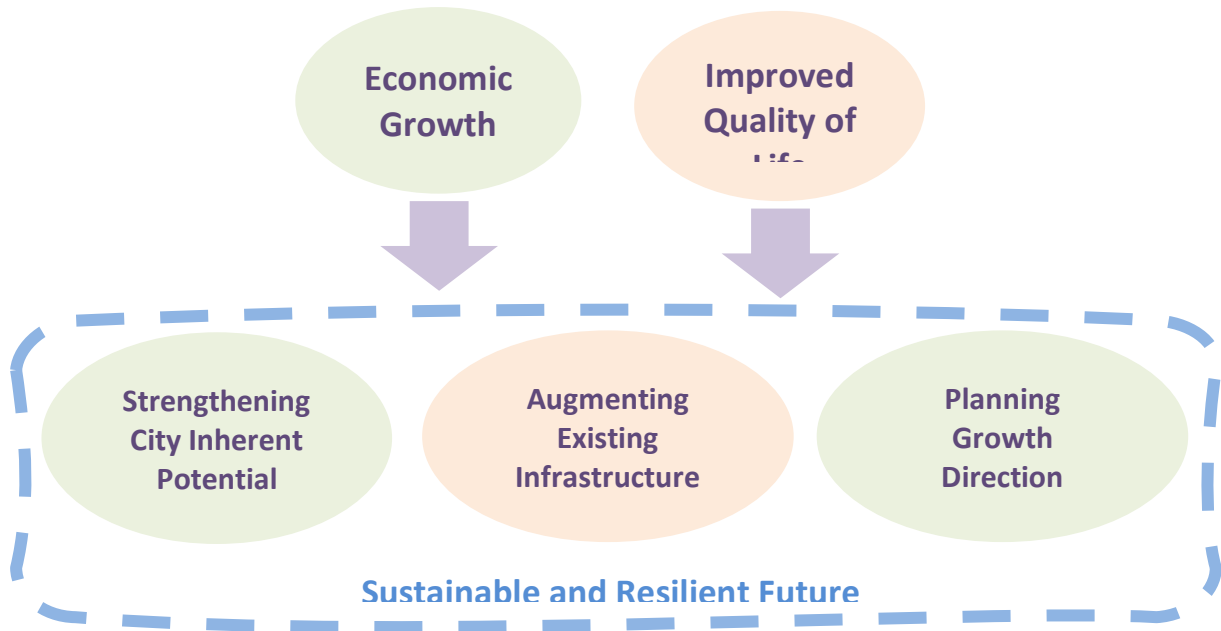 Economic
Growth
Improved
Quality of
Life
Strengthening
City Inherent
Potential
Augmenting
Existing
Infrastructure
Planning
Growth
Direction
Sustainable and Resilient Future